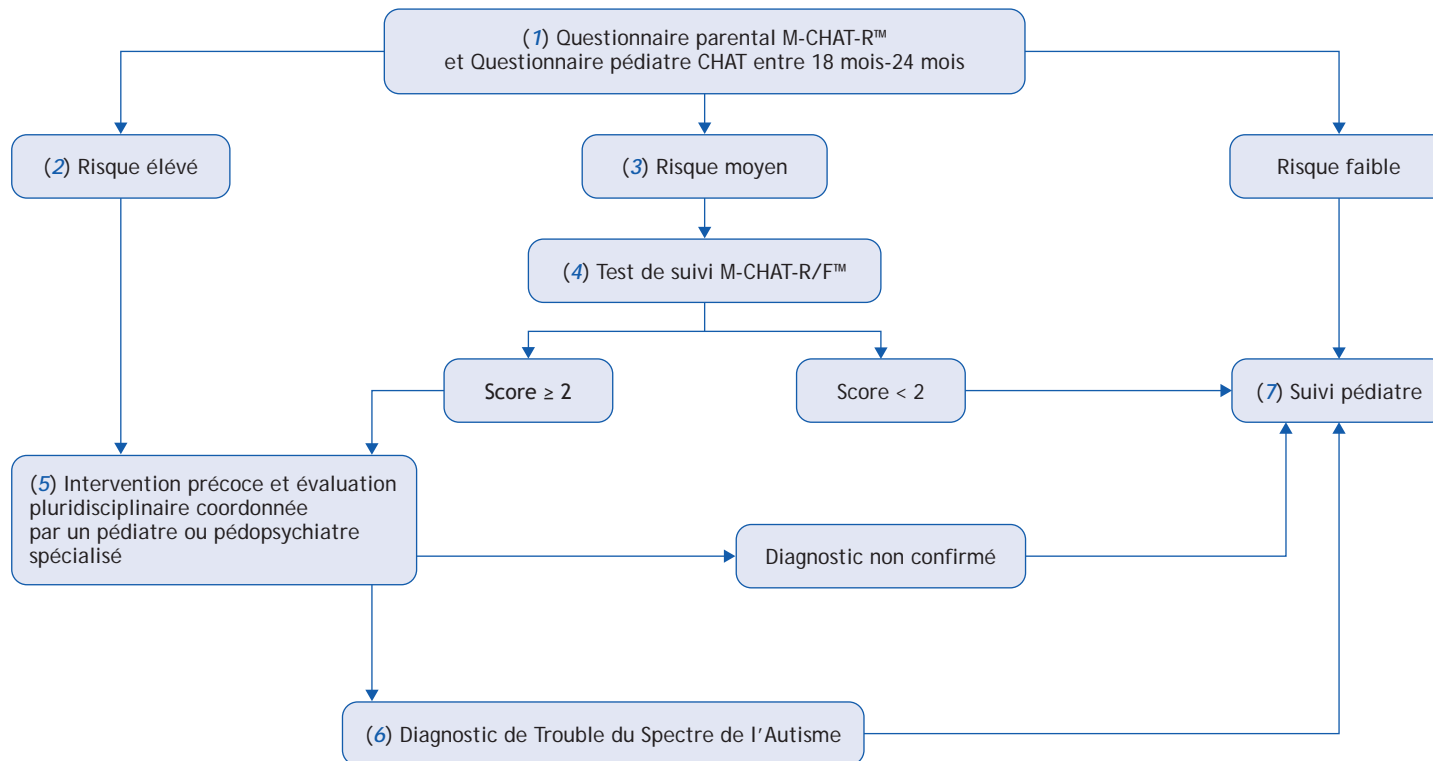 (1) Questionnaire parental M-CHAT-R™
et Questionnaire pédiatre CHAT entre 18 mois-24 mois
(2) Risque élévé
(3) Risque moyen
Risque faible
(4) Test de suivi M-CHAT-R/F™
Score ≥ 2
Score < 2
(7) Suivi pédiatre
(5) Intervention précoce et évaluation
pluridisciplinaire coordonnée
par un pédiatre ou pédopsychiatre
spécialisé
Diagnostic non confirmé
(6) Diagnostic de Trouble du Spectre de l'Autisme